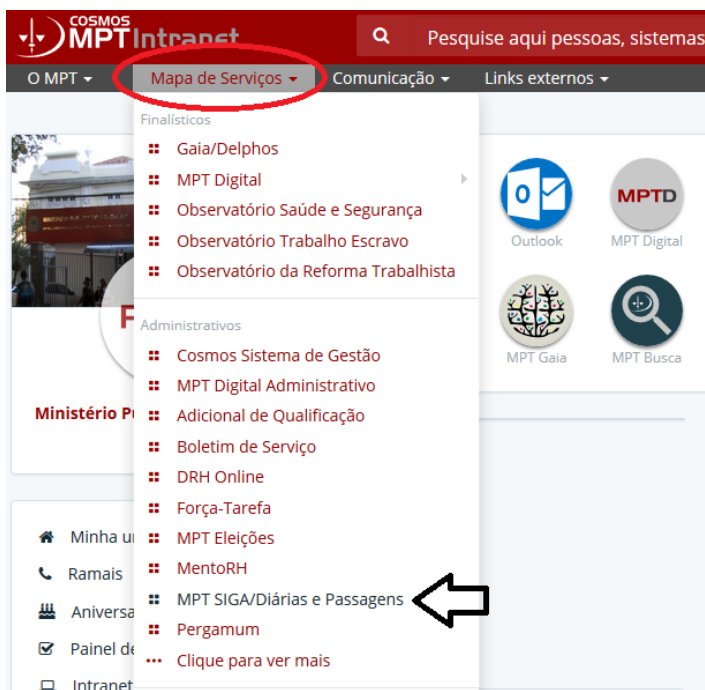 COSMOS
MPT Intranet
Pesquise aqui pessoas, sistemas
O MPT
Mapa de Serviços
Comunicação
Links externos
Finalísticos
Gaia/Delphos
MPT Digital
Observatório Saúde e Segurança
Observatório Trabalho Escravo
Observatório da Reforma Trabalhista
Administrativos
Cosmos Sistema de Gestão
MPT Digital Administrativo
Adicional de Qualificação
Boletim de Serviço
DRH Online
Força-Tarefa
MPT Eleições
MentoRH
MPT SIGA/Diárias e Passagens
Pergamum
Clique para ver mais
Outlook
MPTD
MPT Digital
MPT Gaia
MPT Busca
Ministério
Minha
Ramais
Painel
Intranet